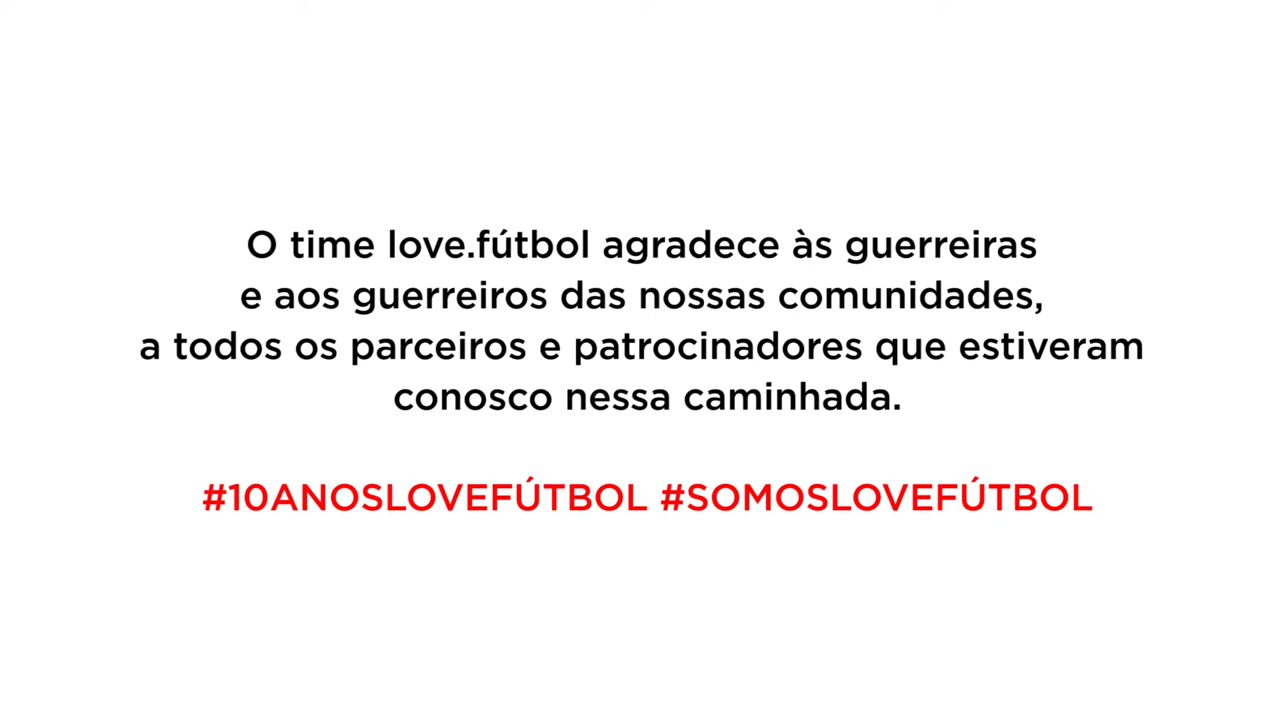 O time love.fútbol agradece às guerreiras
e aos guerreiros das nossas comunidades,
a todos os parceiros e patrocinadores que estiveram
conosco nessa caminhada.
#10ANOSLOVEFÚTBOL #SOMOSLOVEFÚTBOL